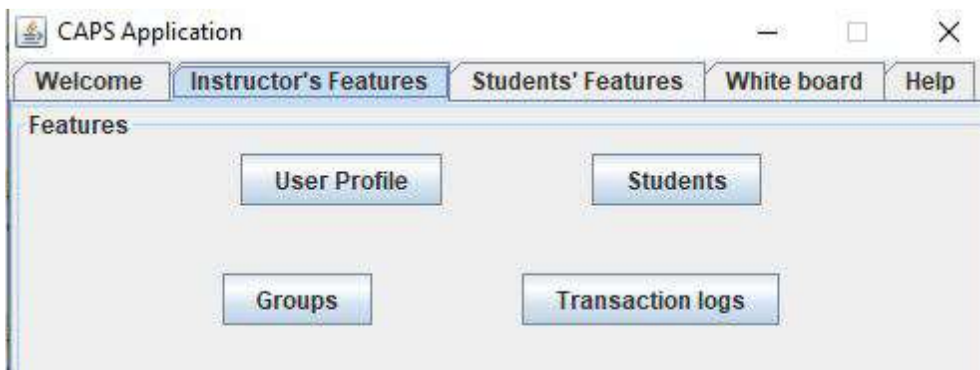 CAPS Application
Welcome Instructor's Features Students' Features White board Help
Features
User Profile Students
Groups Transaction logs